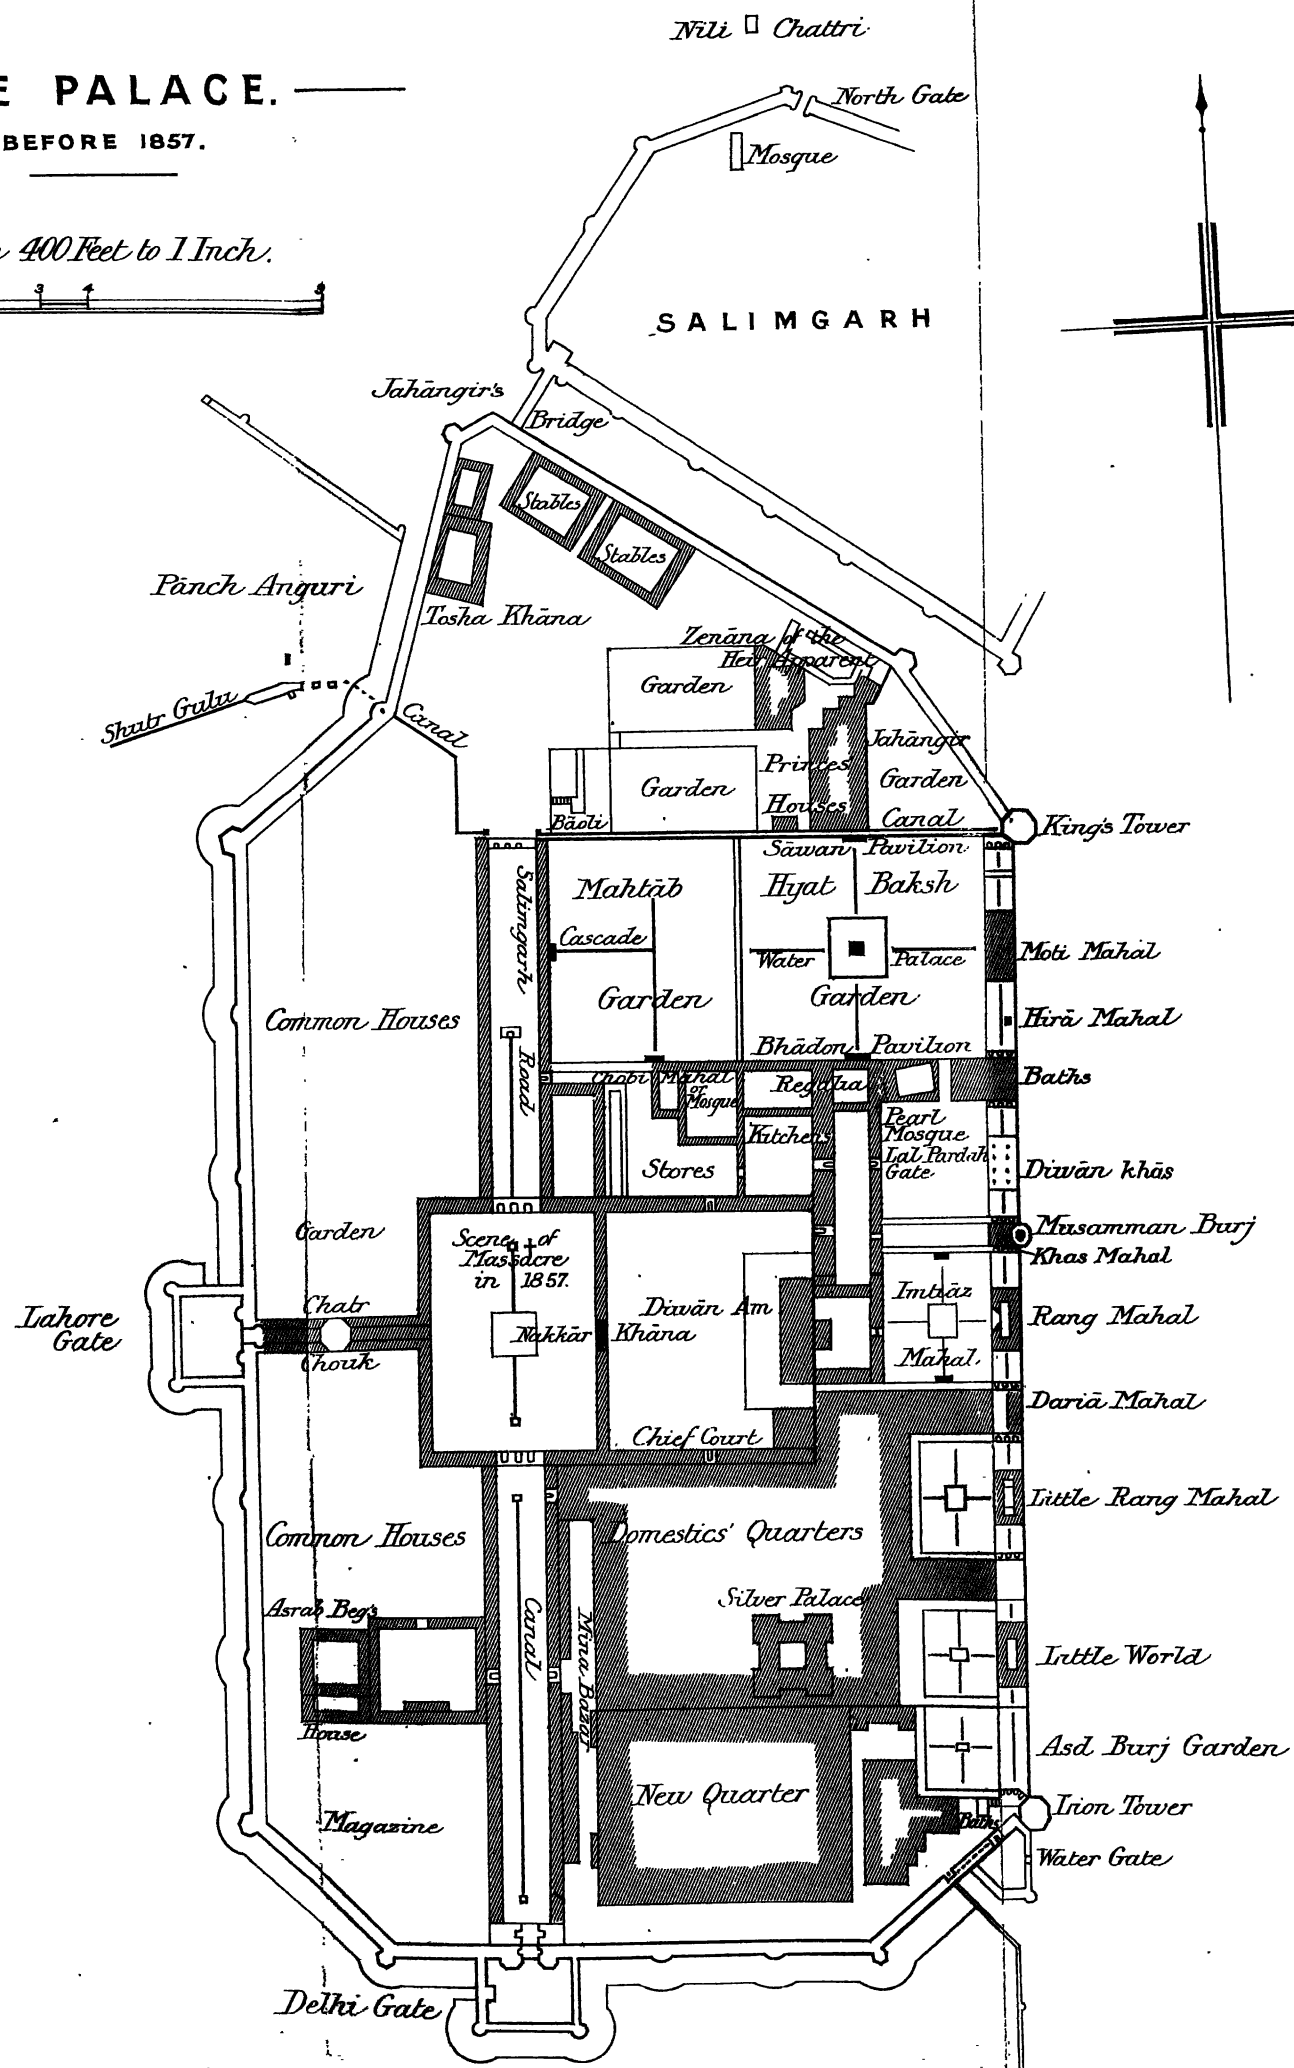 Nili Chattri
E PALACE.
BEFORE 1857.
North Gate
Mosque
400 Feet to 1 Inch.
3 4
SALIMGARH
Jahāngir's
Bridge
Stables
Stables
Pānch Anguri
Tosha Khāna
Zenāna of the
Heir Apparent
Garden
Shutr Gulu
Canal
Jahāngir
Garden
Canal
Princes
Houses
Garden
Bāoli
King's Tower
Sāwan Pavilion
Salimgarh
Road
Mahtāb
Cascade
Garden
Hyat Baksh
Water Palace
Garden
Bhādon Pavilion
Moti Mahal
Hirā Mahal
Common Houses
Chobi Mahal
or
Mosque
Regalia
Baths
Pearl
Mosque
Kitchens
Lal Pardah
Gate
Stores
Diwān khās
Garden
Scene of
Massacre
in 1857.
Musamman Burj
Khas Mahal
Lahore
Gate
Chatr
Chouk
Nakkār Khāna
Diwān Am
Imtiāz
Mahal
Rang Mahal
Chief Court
Dariā Mahal
Little Rang Mahal
Common Houses
Domestics' Quarters
Silver Palace
Asrab Beg's
House
Canal
Mina Bazar
Little World
Asd Burj Garden
New Quarter
Magazine
Baths
Iron Tower
Water Gate
Delhi Gate